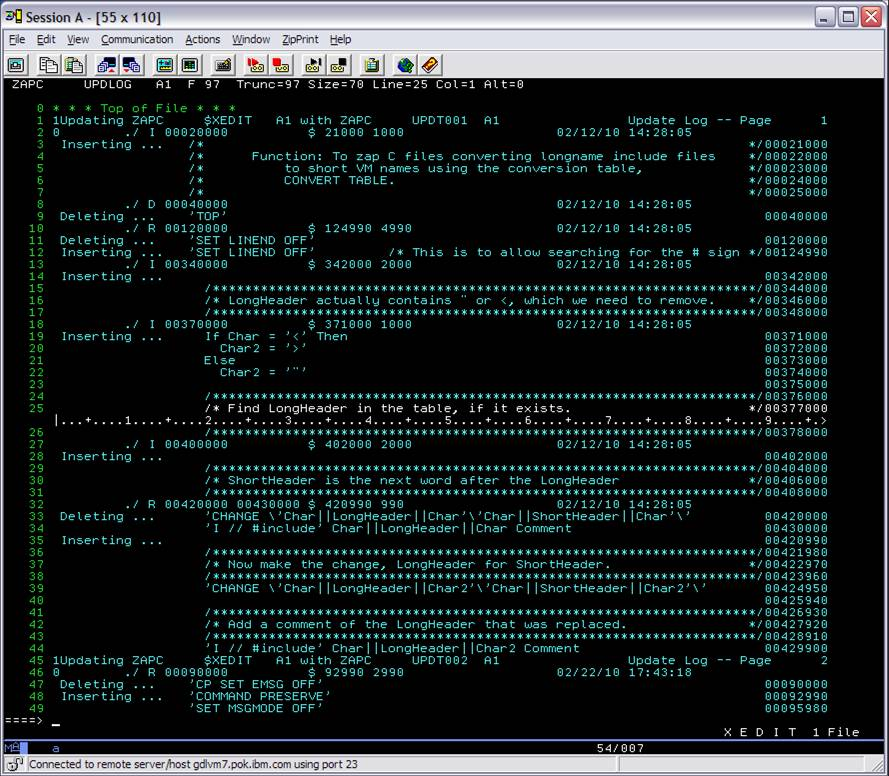 Session A - [55 x 110]
File Edit View Communication Actions Window ZipPrint Help
ZAPC     UPDLOG   A1  F 97  Trunc=97 Size=70 Line=25 Col=1 Alt=0
0 * * * Top of File * * *
1 1Updating ZAPC     $XEDIT   A1 with ZAPC     UPDT001  A1                Update Log -- Page      1
2 0        ./ I 00020000          $ 21000 1000                   02/12/10 14:28:05
3  Inserting ...   /*                                                                     */00021000
4                  /*      Function: To zap C files converting longname include files    */00022000
5                  /*          to short VM names using the conversion table,             */00023000
6                  /*          CONVERT TABLE.                                            */00024000
7                  /*                                                                     */00025000
8          ./ D 00040000                                         02/12/10 14:28:05
9  Deleting ...    'TOP'                                                                   00040000
10         ./ R 00120000          $ 124990 4990                  02/12/10 14:28:05
11 Deleting ...    'SET LINEND OFF'                                                        00120000
12 Inserting ...   'SET LINEND OFF'         /* This is to allow searching for the # sign */00124990
13         ./ I 00340000          $ 342000 2000                  02/12/10 14:28:05
14 Inserting ...                                                                           00342000
15                   /*********************************************************************/00344000
16                   /* LongHeader actually contains " or <, which we need to remove.    */00346000
17                   /*********************************************************************/00348000
18         ./ I 00370000          $ 371000 1000                  02/12/10 14:28:05
19 Inserting ...     If Char = '<' Then                                                    00371000
20                     Char2 = '>'                                                         00372000
21                   Else                                                                  00373000
22                     Char2 = '"'                                                         00374000
23                                                                                         00375000
24                   /*********************************************************************/00376000
25                   /* Find LongHeader in the table, if it exists.                       */00377000
|...+....1....+....2....+....3....+....4....+....5....+....6....+....7....+....8....+....9....+.>
26                   /*********************************************************************/00378000
27         ./ I 00400000          $ 402000 2000                  02/12/10 14:28:05
28 Inserting ...                                                                           00402000
29                   /*********************************************************************/00404000
30                   /* ShortHeader is the next word after the LongHeader                 */00406000
31                   /*********************************************************************/00408000
32         ./ R 00420000 00430000 $ 420990 990                   02/12/10 14:28:05
33 Deleting ...      'CHANGE \'Char||LongHeader||Char'\'Char||ShortHeader||Char'\'         00420000
34                   'I // #include' Char||LongHeader||Char Comment                        00430000
35 Inserting ...                                                                           00420990
36                   /*********************************************************************/00421980
37                   /* Now make the change, LongHeader for ShortHeader.                  */00422970
38                   /*********************************************************************/00423960
39                   'CHANGE \'Char||LongHeader||Char2'\'Char||ShortHeader||Char2'\'       00424950
40                                                                                         00425940
41                   /*********************************************************************/00426930
42                   /* Add a comment of the LongHeader that was replaced.                */00427920
43                   /*********************************************************************/00428910
44                   'I // #include' Char||LongHeader||Char2 Comment                       00429900
45 1Updating ZAPC     $XEDIT   A1 with ZAPC     UPDT002  A1                Update Log -- Page      2
46 0        ./ R 00090000          $ 92990 2990                   02/22/10 17:43:18
47 Deleting ...    'CP SET EMSG OFF'                                                       00090000
48 Inserting ...   'COMMAND PRESERVE'                                                      00092990
49                 'SET MSGMODE OFF'                                                       00095980
====> _
X E D I T  1 File
MA a 54/007
Connected to remote server/host gdlvm7.pok.ibm.com using port 23